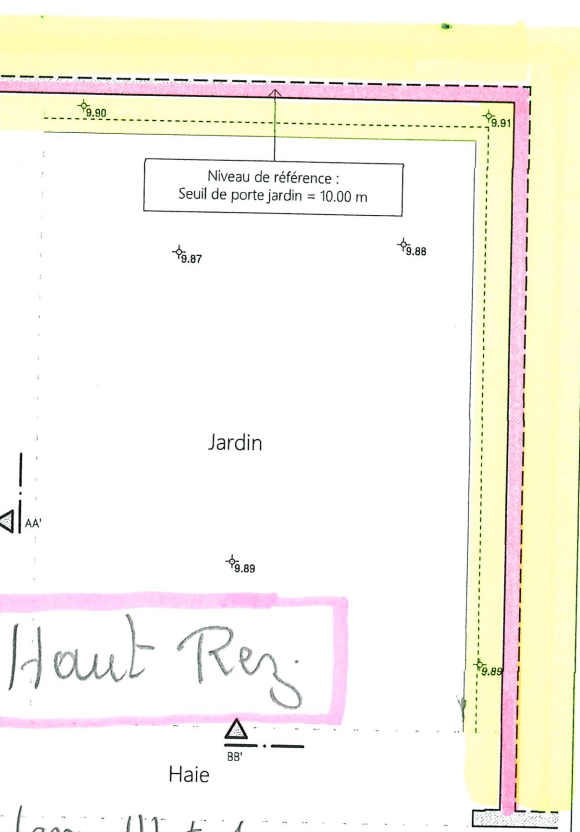 9.90
9.91
Niveau de référence :
Seuil de porte jardin = 10.00 m
9.87
9.88
Jardin
AA'
9.89
Haut Rez.
9.89
BB'
Haie